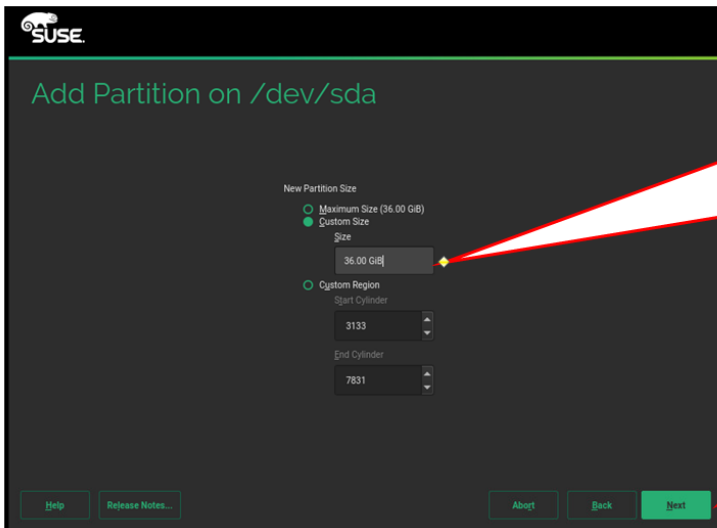 SUSE.
Add Partition on /dev/sda
New Partition Size
Maximum Size (36.00 GiB)
Custom Size
Size
36.00 GiB
Custom Region
Start Cylinder
3133
End Cylinder
7831
Help Release Notes... Abort Back Next